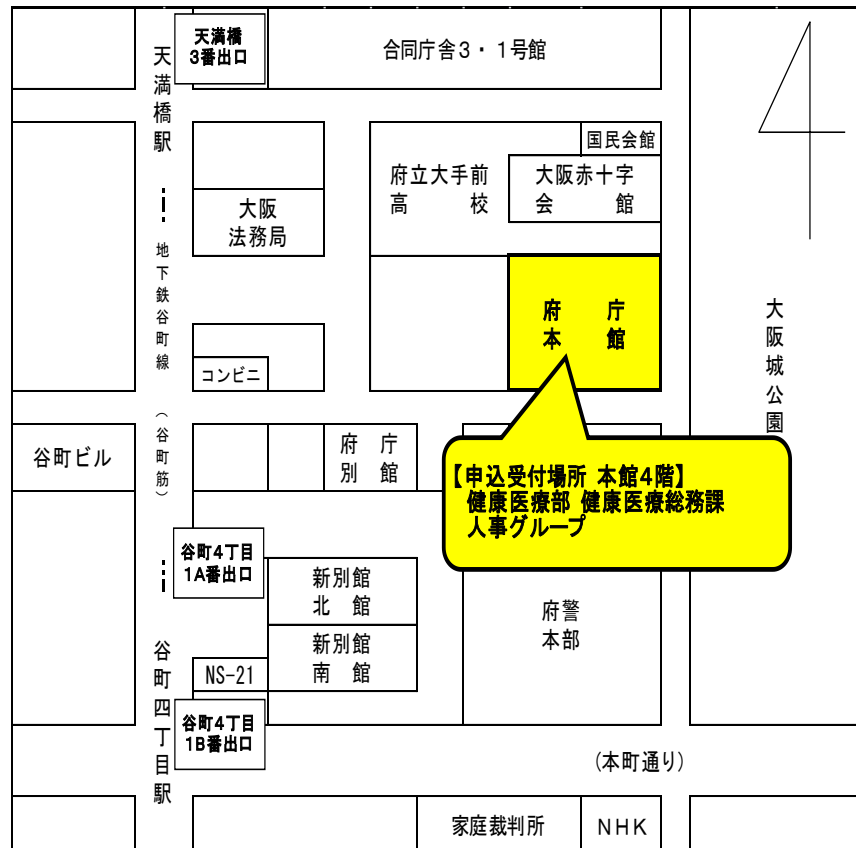 天満橋
3番出口
合同庁舎3・1号館
天満橋駅
国民会館
府立大手前
高　　校
大阪赤十字
会　　館
大阪
法務局
地下鉄谷町線
府　　庁
本　　館
大阪城公園
コンビニ
(谷町筋)
谷町ビル
府　庁
別　館
【申込受付場所 本館4階】
健康医療部 健康医療総務課
人事グループ
谷町4丁目
1A番出口
新別館
北　館
府警
本部
新別館
南　館
NS-21
谷町四丁目駅
谷町4丁目
1B番出口
(本町通り)
家庭裁判所
NHK